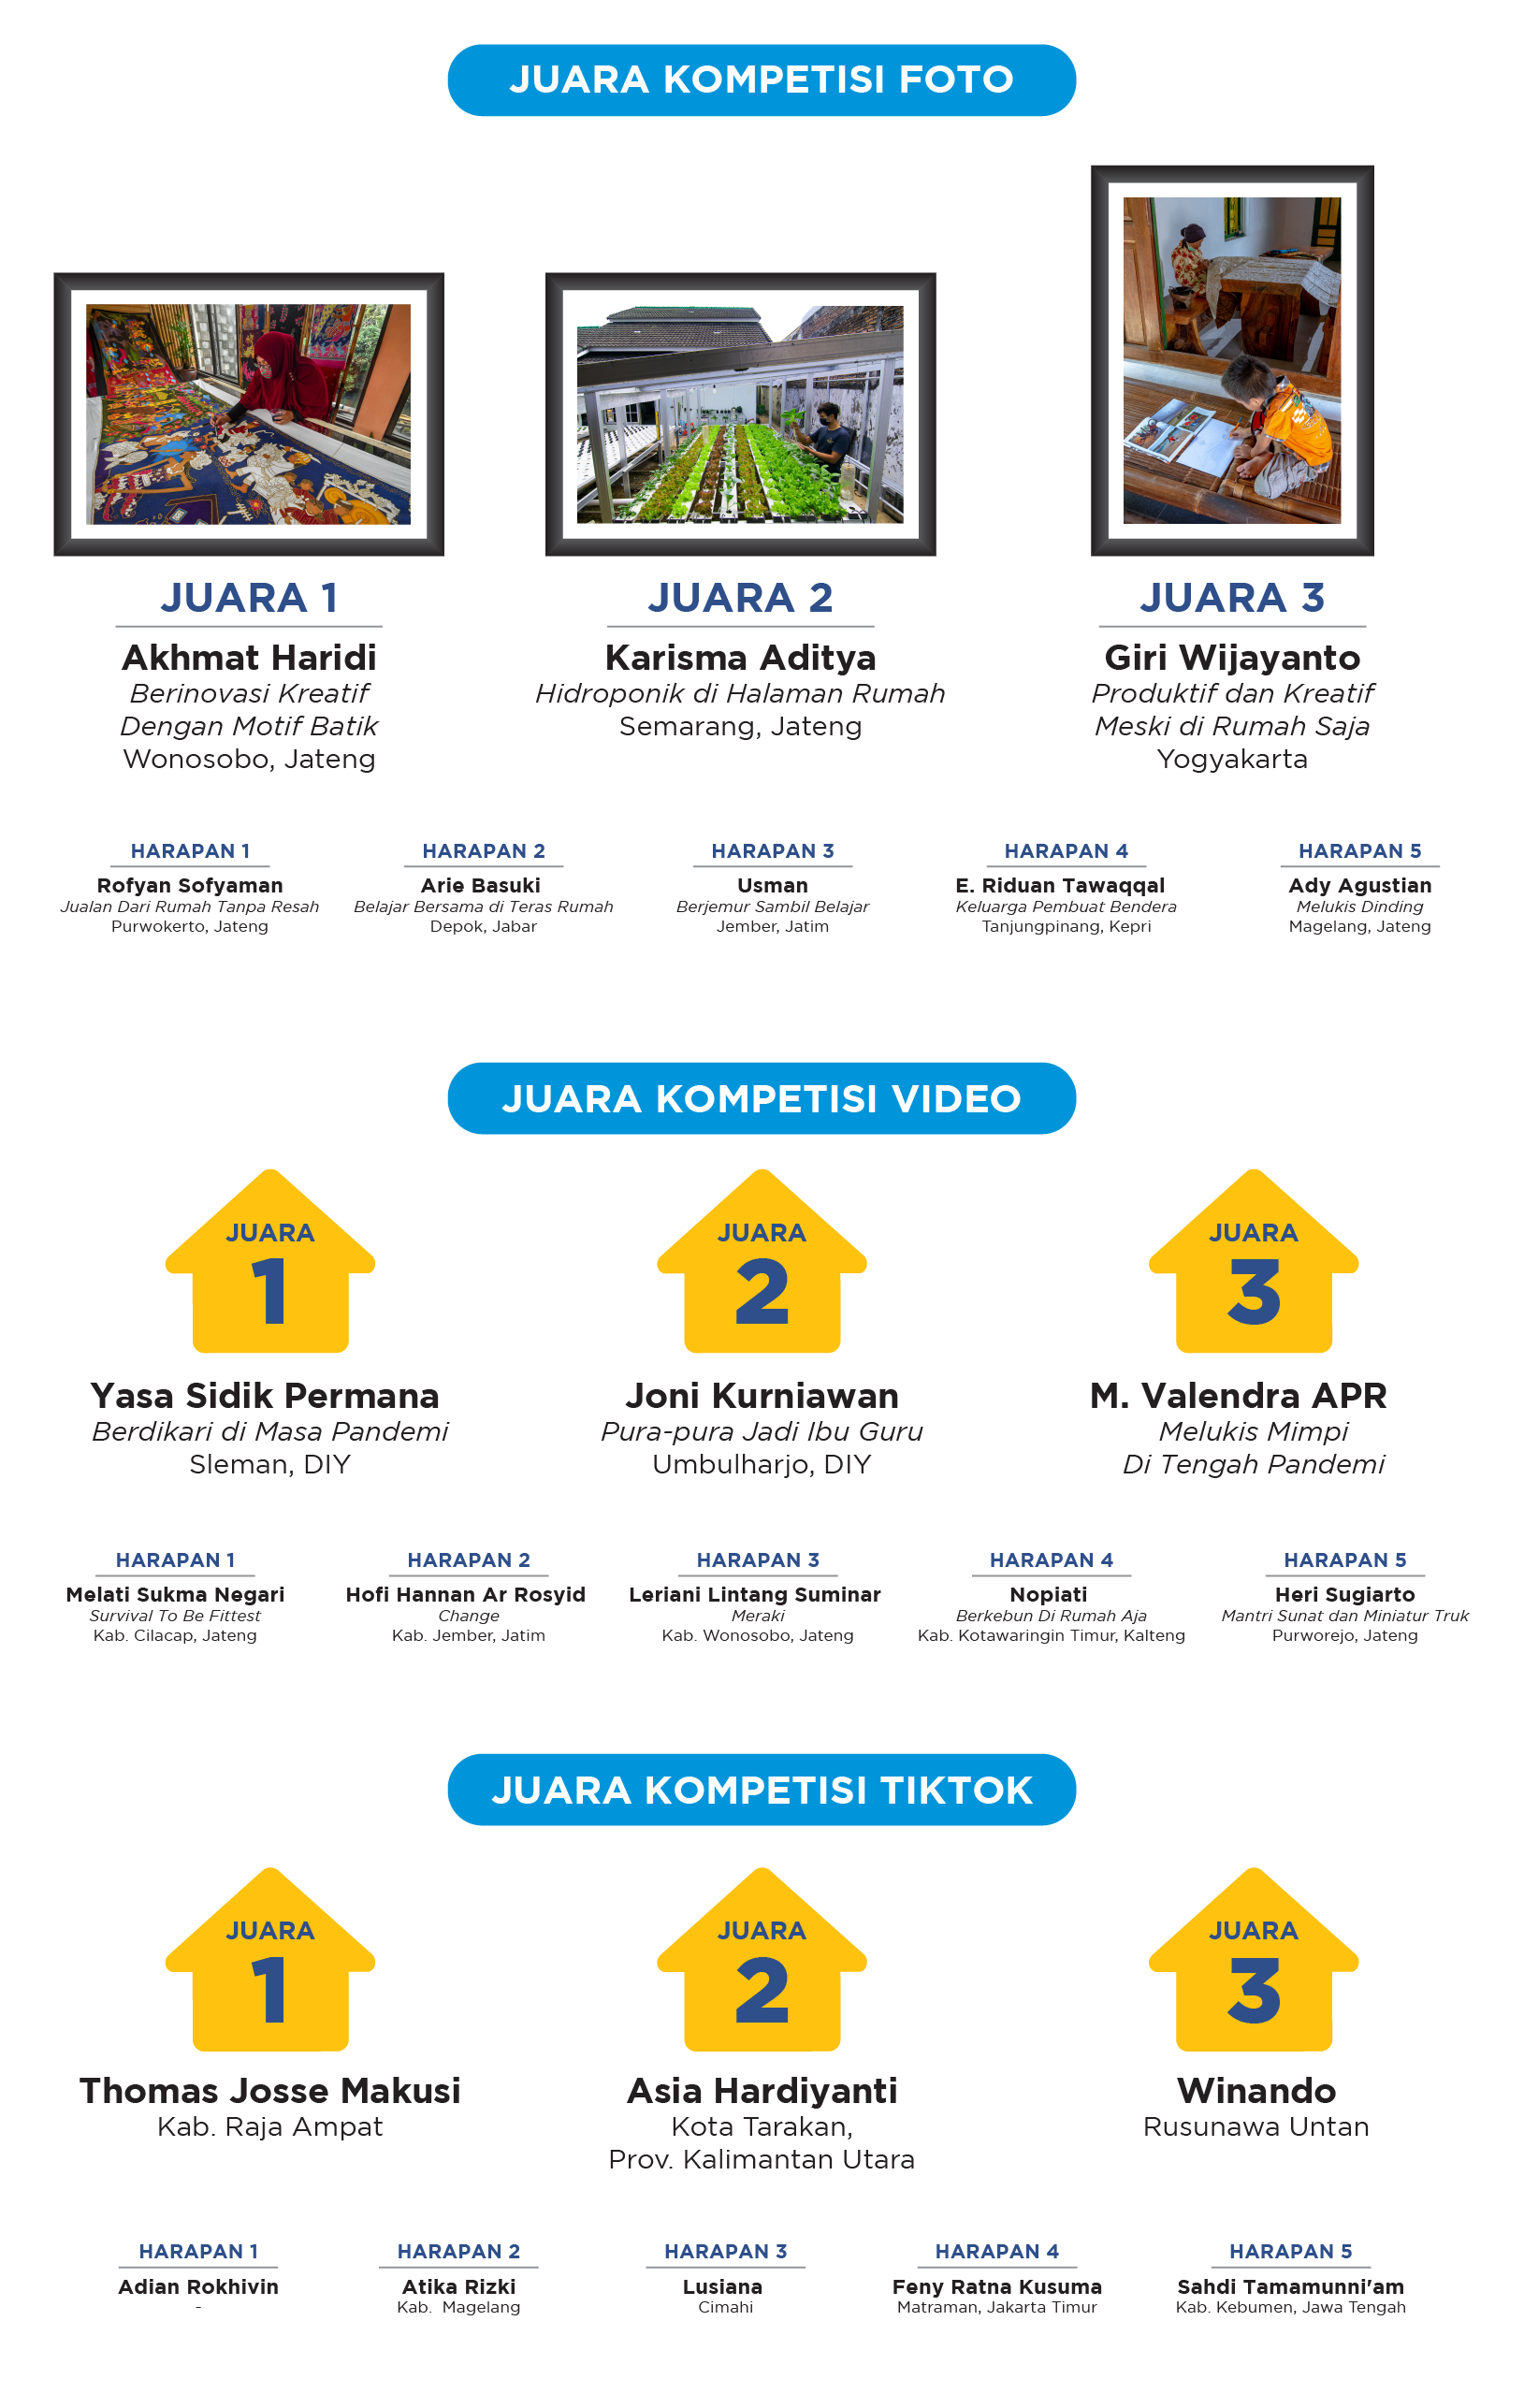 JUARA KOMPETISI FOTO
JUARA 1
Akhmat Haridi
Berinovasi Kreatif
Dengan Motif Batik
Wonosobo, Jateng
JUARA 2
Karisma Aditya
Hidroponik di Halaman Rumah
Semarang, Jateng
JUARA 3
Giri Wijayanto
Produktif dan Kreatif
Meski di Rumah Saja
Yogyakarta
HARAPAN 1
Rofyan Sofyaman
Jualan Dari Rumah Tanpa Resah
Purwokerto, Jateng
HARAPAN 2
Arie Basuki
Belajar Bersama di Teras Rumah
Depok, Jabar
HARAPAN 3
Usman
Berjemur Sambil Belajar
Jember, Jatim
HARAPAN 4
E. Riduan Tawaqqal
Keluarga Pembuat Bendera
Tanjungpinang, Kepri
HARAPAN 5
Ady Agustian
Melukis Dinding
Magelang, Jateng
JUARA KOMPETISI VIDEO
JUARA
1
Yasa Sidik Permana
Berdikari di Masa Pandemi
Sleman, DIY
JUARA
2
Joni Kurniawan
Pura-pura Jadi Ibu Guru
Umbulharjo, DIY
JUARA
3
M. Valendra APR
Melukis Mimpi
Di Tengah Pandemi
HARAPAN 1
Melati Sukma Negari
Survival To Be Fittest
Kab. Cilacap, Jateng
HARAPAN 2
Hofi Hannan Ar Rosyid
Change
Kab. Jember, Jatim
HARAPAN 3
Leriani Lintang Suminar
Meraki
Kab. Wonosobo, Jateng
HARAPAN 4
Nopiati
Berkebun Di Rumah Aja
Kab. Kotawaringin Timur, Kalteng
HARAPAN 5
Heri Sugiarto
Mantri Sunat dan Miniatur Truk
Purworejo, Jateng
JUARA KOMPETISI TIKTOK
JUARA
1
Thomas Josse Makusi
Kab. Raja Ampat
JUARA
2
Asia Hardiyanti
Kota Tarakan,
Prov. Kalimantan Utara
JUARA
3
Winando
Rusunawa Untan
HARAPAN 1
Adian Rokhivin
-
HARAPAN 2
Atika Rizki
Kab. Magelang
HARAPAN 3
Lusiana
Cimahi
HARAPAN 4
Feny Ratna Kusuma
Matraman, Jakarta Timur
HARAPAN 5
Sahdi Tamamunni'am
Kab. Kebumen, Jawa Tengah